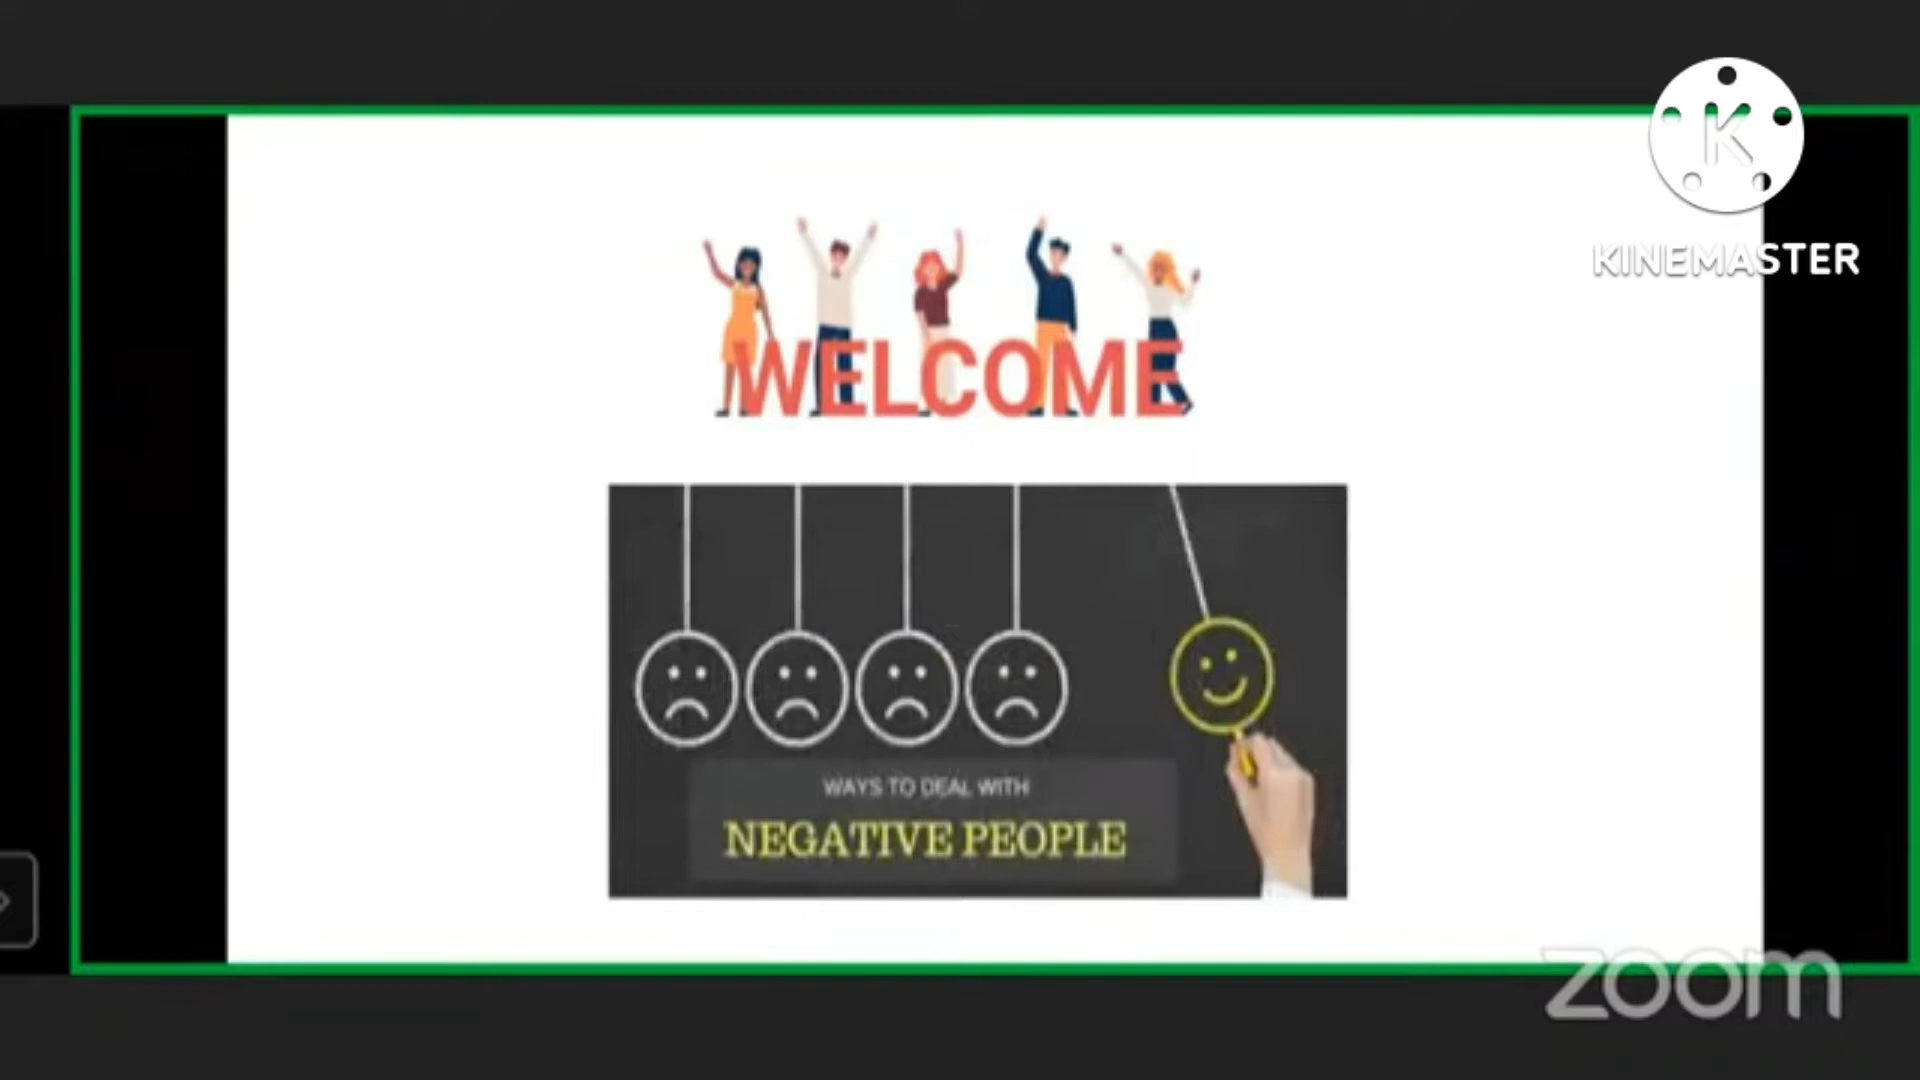 K
KINEMASTER
WELCOME
WAYS TO DEAL WITH
NEGATIVE PEOPLE
zoom